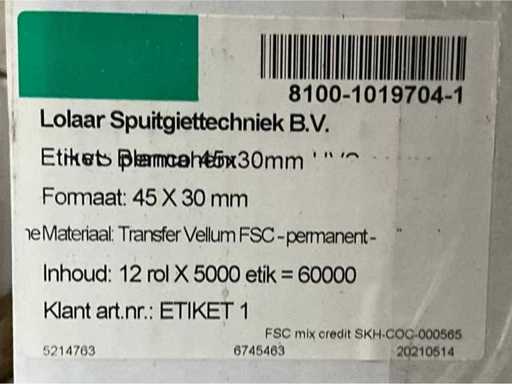 8100-1019704-1
Lolaar Spuitgiettechniek B.V.
Formaat: 45 X 30 mm
Materiaal: Transfer Vellum FSC - permanent -
Inhoud: 12 rol X 5000 etik = 60000
Klant art.nr.: ETIKET 1
FSC mix credit SKH-COC-000565
5214763 6745463 20210514